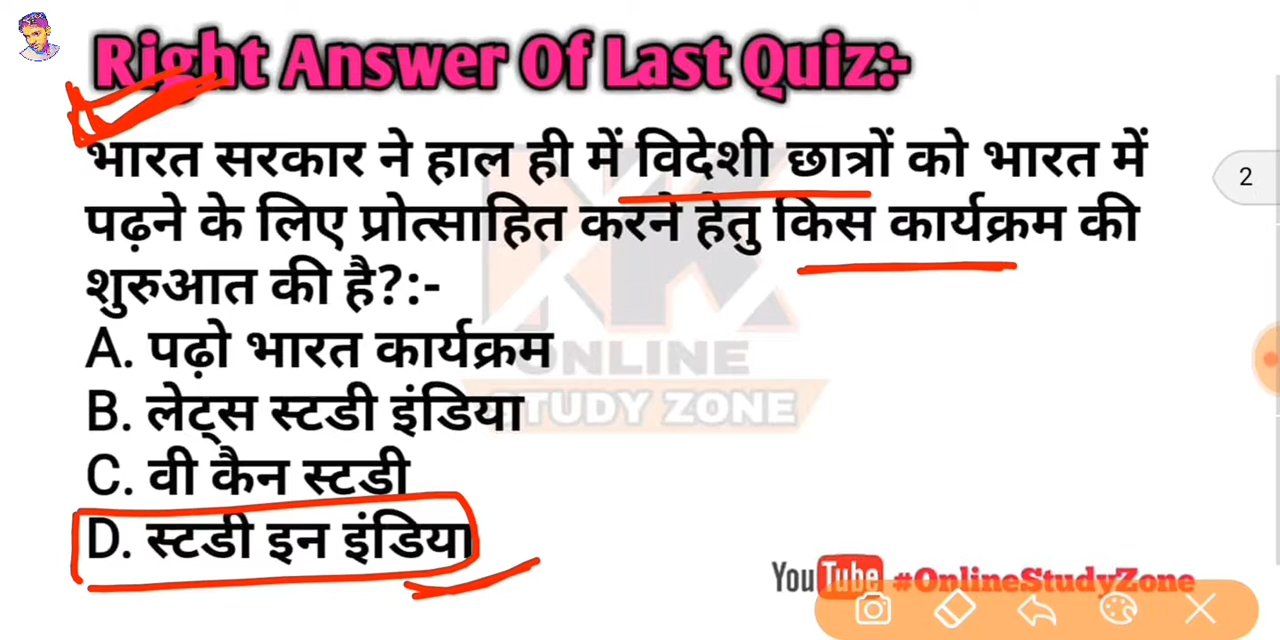 Right Answer Of Last Quiz:-
भारत सरकार ने हाल ही में विदेशी छात्रों को भारत में
पढ़ने के लिए प्रोत्साहित करने हेतु किस कार्यक्रम की
शुरुआत की है?:-
A. पढ़ो भारत कार्यक्रम
B. लेट्स स्टडी इंडिया
C. वी कैन स्टडी
D. स्टडी इन इंडिया
2
ONLINE
STUDY ZONE
YouTube #OnlineStudyZone